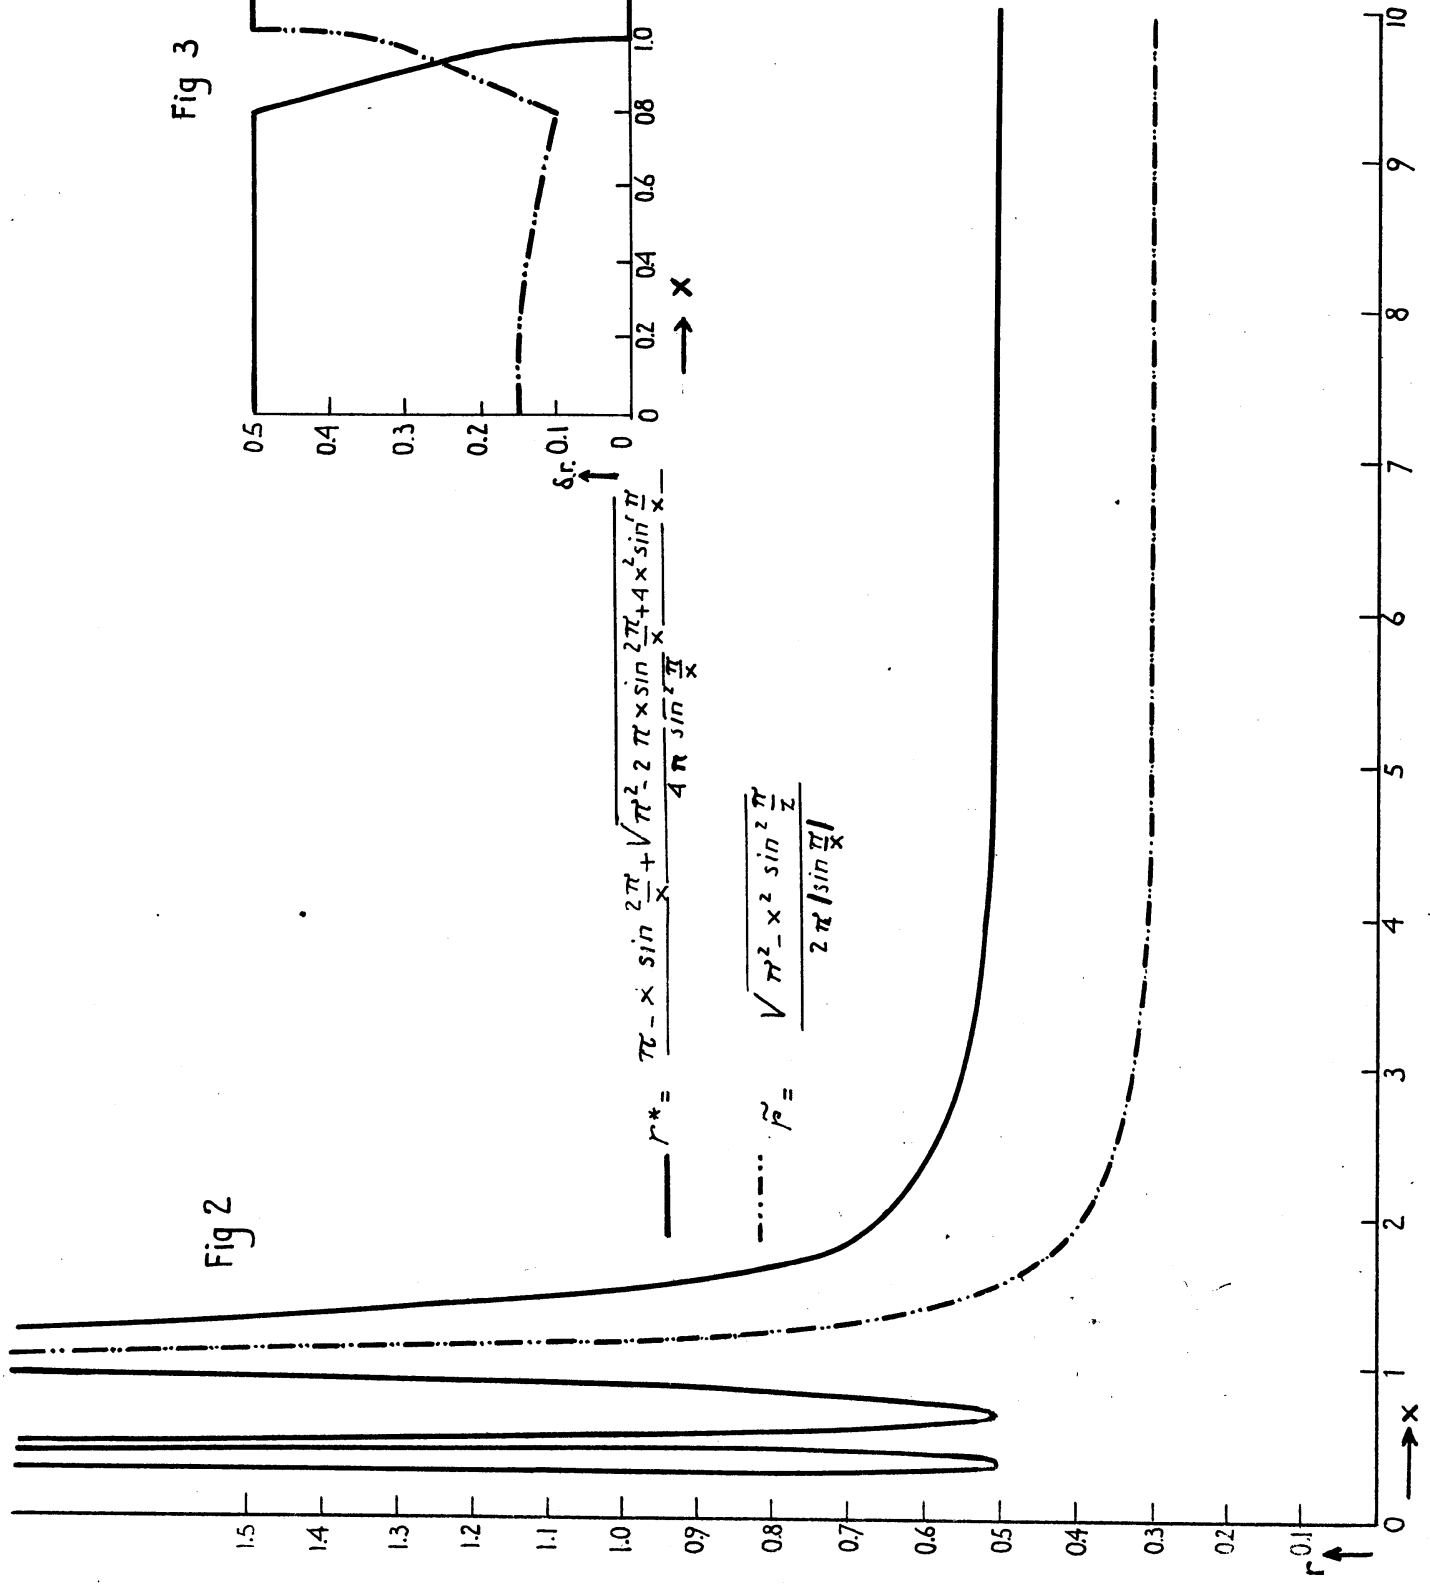 Fig 2
r* = π - x sin 2π/x + √π² - 2 π x sin 2π/x + 4 x² sin' π/x
4 π sin² π/x
r̃ = √π² - x² sin² π/z
2 π |sin π/x|
1.5
1.4
1.3
1.2
1.1
1.0
0.9
0.8
0.7
0.6
0.5
0.4
0.3
0.2
0.1
r
0 1 2 3 4 5 6 7 8 9 10
→ x
Fig 3
0.5
0.4
0.3
0.2
0.1
0
δ.r.
0 0.2 0.4 0.6 0.8 1.0
→ x